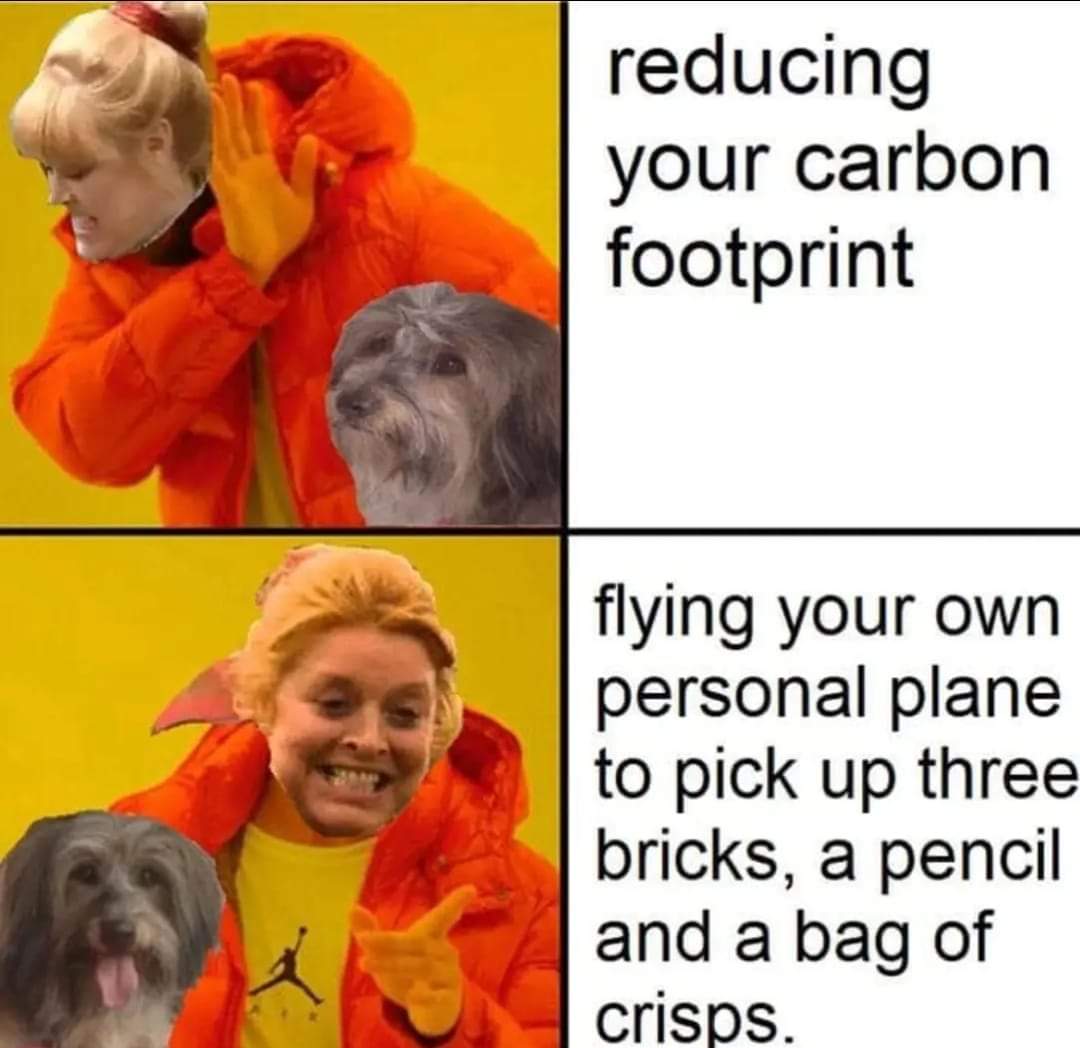 reducing
your carbon
footprint
flying your own
personal plane
to pick up three
bricks, a pencil
and a bag of
crisps.